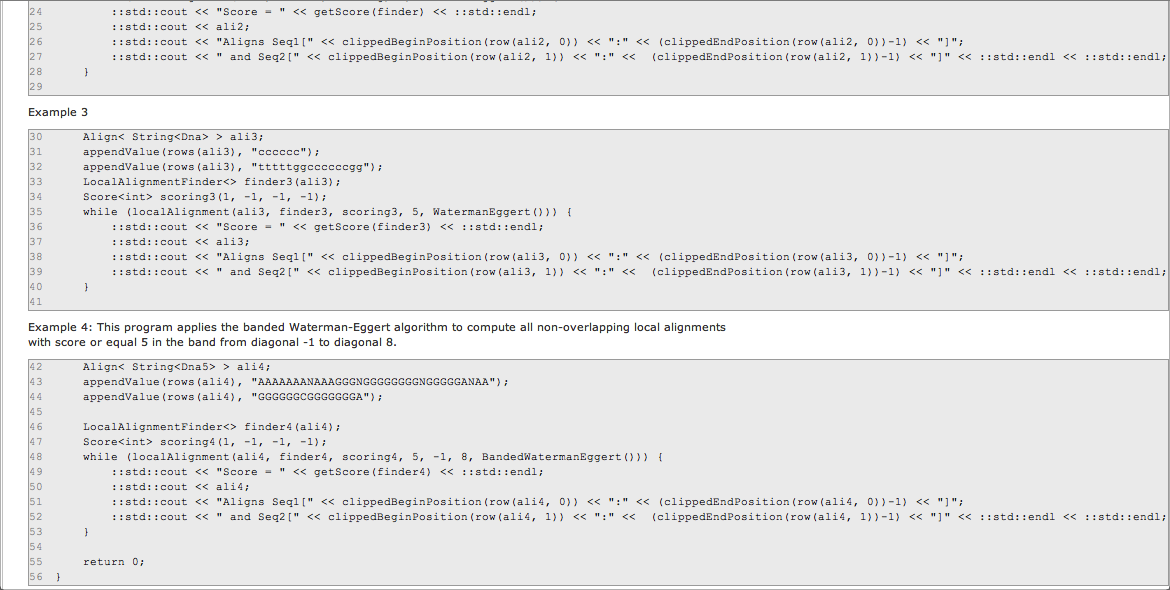 24 ::std::cout << "Score = " << getScore(finder) << ::std::endl;
25 ::std::cout << ali2;
26 ::std::cout << "Aligns Seq1[" << clippedBeginPosition(row(ali2, 0)) << ":" << (clippedEndPosition(row(ali2, 0))-1) << "]";
27 ::std::cout << " and Seq2[" << clippedBeginPosition(row(ali2, 1)) << ":" << (clippedEndPosition(row(ali2, 1))-1) << "]" << ::std::endl << ::std::endl;
28 }
29
Example 3
30 Align< String<Dna> > ali3;
31 appendValue(rows(ali3), "cccccc");
32 appendValue(rows(ali3), "tttttggccccccgg");
33 LocalAlignmentFinder<> finder3(ali3);
34 Score<int> scoring3(1, -1, -1, -1);
35 while (localAlignment(ali3, finder3, scoring3, 5, WatermanEggert())) {
36 ::std::cout << "Score = " << getScore(finder3) << ::std::endl;
37 ::std::cout << ali3;
38 ::std::cout << "Aligns Seq1[" << clippedBeginPosition(row(ali3, 0)) << ":" << (clippedEndPosition(row(ali3, 0))-1) << "]";
39 ::std::cout << " and Seq2[" << clippedBeginPosition(row(ali3, 1)) << ":" << (clippedEndPosition(row(ali3, 1))-1) << "]" << ::std::endl << ::std::endl;
40 }
41
Example 4: This program applies the banded Waterman-Eggert algorithm to compute all non-overlapping local alignments
with score or equal 5 in the band from diagonal -1 to diagonal 8.
42 Align< String<Dna5> > ali4;
43 appendValue(rows(ali4), "AAAAAAANAAAGGGNGGGGGGGGNGGGGGANAA");
44 appendValue(rows(ali4), "GGGGGGCGGGGGGGA");
45
46 LocalAlignmentFinder<> finder4(ali4);
47 Score<int> scoring4(1, -1, -1, -1);
48 while (localAlignment(ali4, finder4, scoring4, 5, -1, 8, BandedWatermanEggert())) {
49 ::std::cout << "Score = " << getScore(finder4) << ::std::endl;
50 ::std::cout << ali4;
51 ::std::cout << "Aligns Seq1[" << clippedBeginPosition(row(ali4, 0)) << ":" << (clippedEndPosition(row(ali4, 0))-1) << "]";
52 ::std::cout << " and Seq2[" << clippedBeginPosition(row(ali4, 1)) << ":" << (clippedEndPosition(row(ali4, 1))-1) << "]" << ::std::endl << ::std::endl;
53 }
54
55 return 0;
56 }